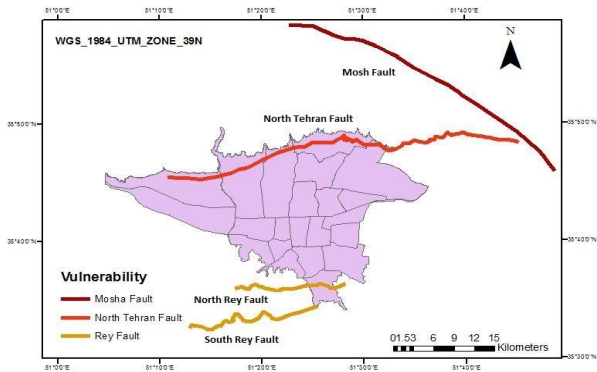 51°0'0"E 51°10'0"E 51°20'0"E 51°30'0"E 51°40'0"E
WGS_1984_UTM_ZONE_39N
N
Mosh Fault
North Tehran Fault
35°50'0"N 35°50'0"N
35°40'0"N 35°40'0"N
Vulnerability
Mosha Fault
North Tehran Fault
Rey Fault
North Rey Fault
South Rey Fault
01.53 6 9 12 15
Kilometers
51°0'0"E 51°10'0"E 51°20'0"E 51°30'0"E 51°40'0"E